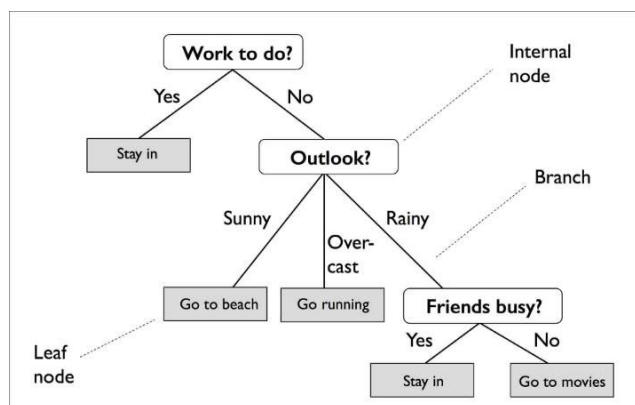 Work to do?
Internal
node
Yes
No
Stay in
Outlook?
Branch
Sunny
Over-
cast
Rainy
Go to beach
Go running
Friends busy?
Leaf
node
Yes
No
Stay in
Go to movies